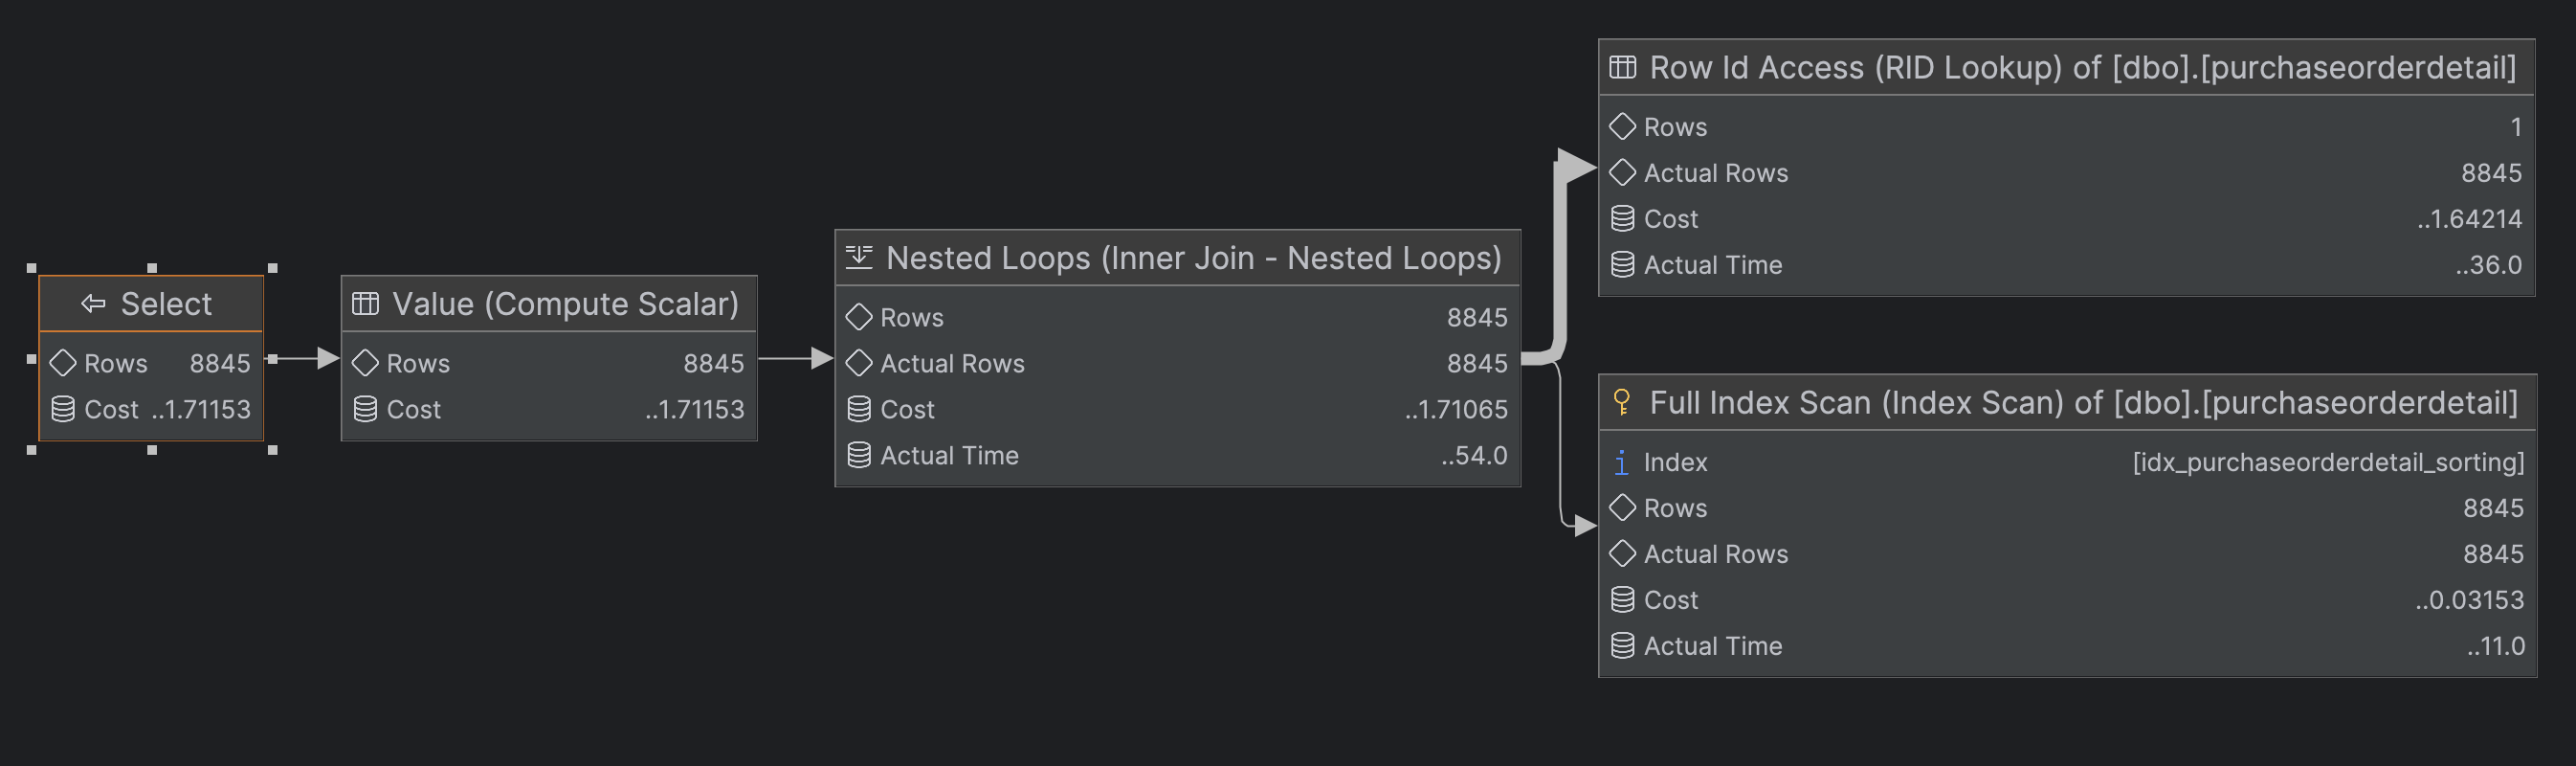 Select
Rows 8845
Cost ..1.71153
Value (Compute Scalar)
Rows 8845
Cost ..1.71153
Nested Loops (Inner Join - Nested Loops)
Rows 8845
Actual Rows 8845
Cost ..1.71065
Actual Time ..54.0
Row Id Access (RID Lookup) of [dbo].[purchaseorderdetail]
Rows 1
Actual Rows 8845
Cost ..1.64214
Actual Time ..36.0
Full Index Scan (Index Scan) of [dbo].[purchaseorderdetail]
Index [idx_purchaseorderdetail_sorting]
Rows 8845
Actual Rows 8845
Cost ..0.03153
Actual Time ..11.0